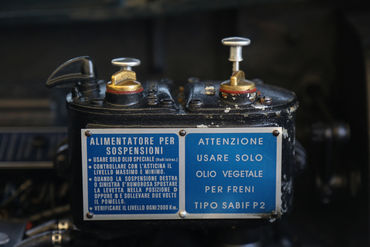 ALIMENTATORE PER
SOSPENSIONI
USARE SOLO OLIO SPECIALE
CONTROLLARE CON L'ASTICINA IL
LIVELLO MASSIMO E MINIMO.
QUANDO LA SOSPENSIONE DESTRA
O SINISTRA E' RUMOROSA SPOSTARE
LA LEVETTA NELLA POSIZIONE D
OPPURE S E SOLLEVARE DUE VOLTE
IL POMELLO.
VERIFICARE IL LIVELLO OGNI 2000 Km.
ATTENZIONE
USARE SOLO
OLIO VEGETALE
PER FRENI
TIPO SABIF P2